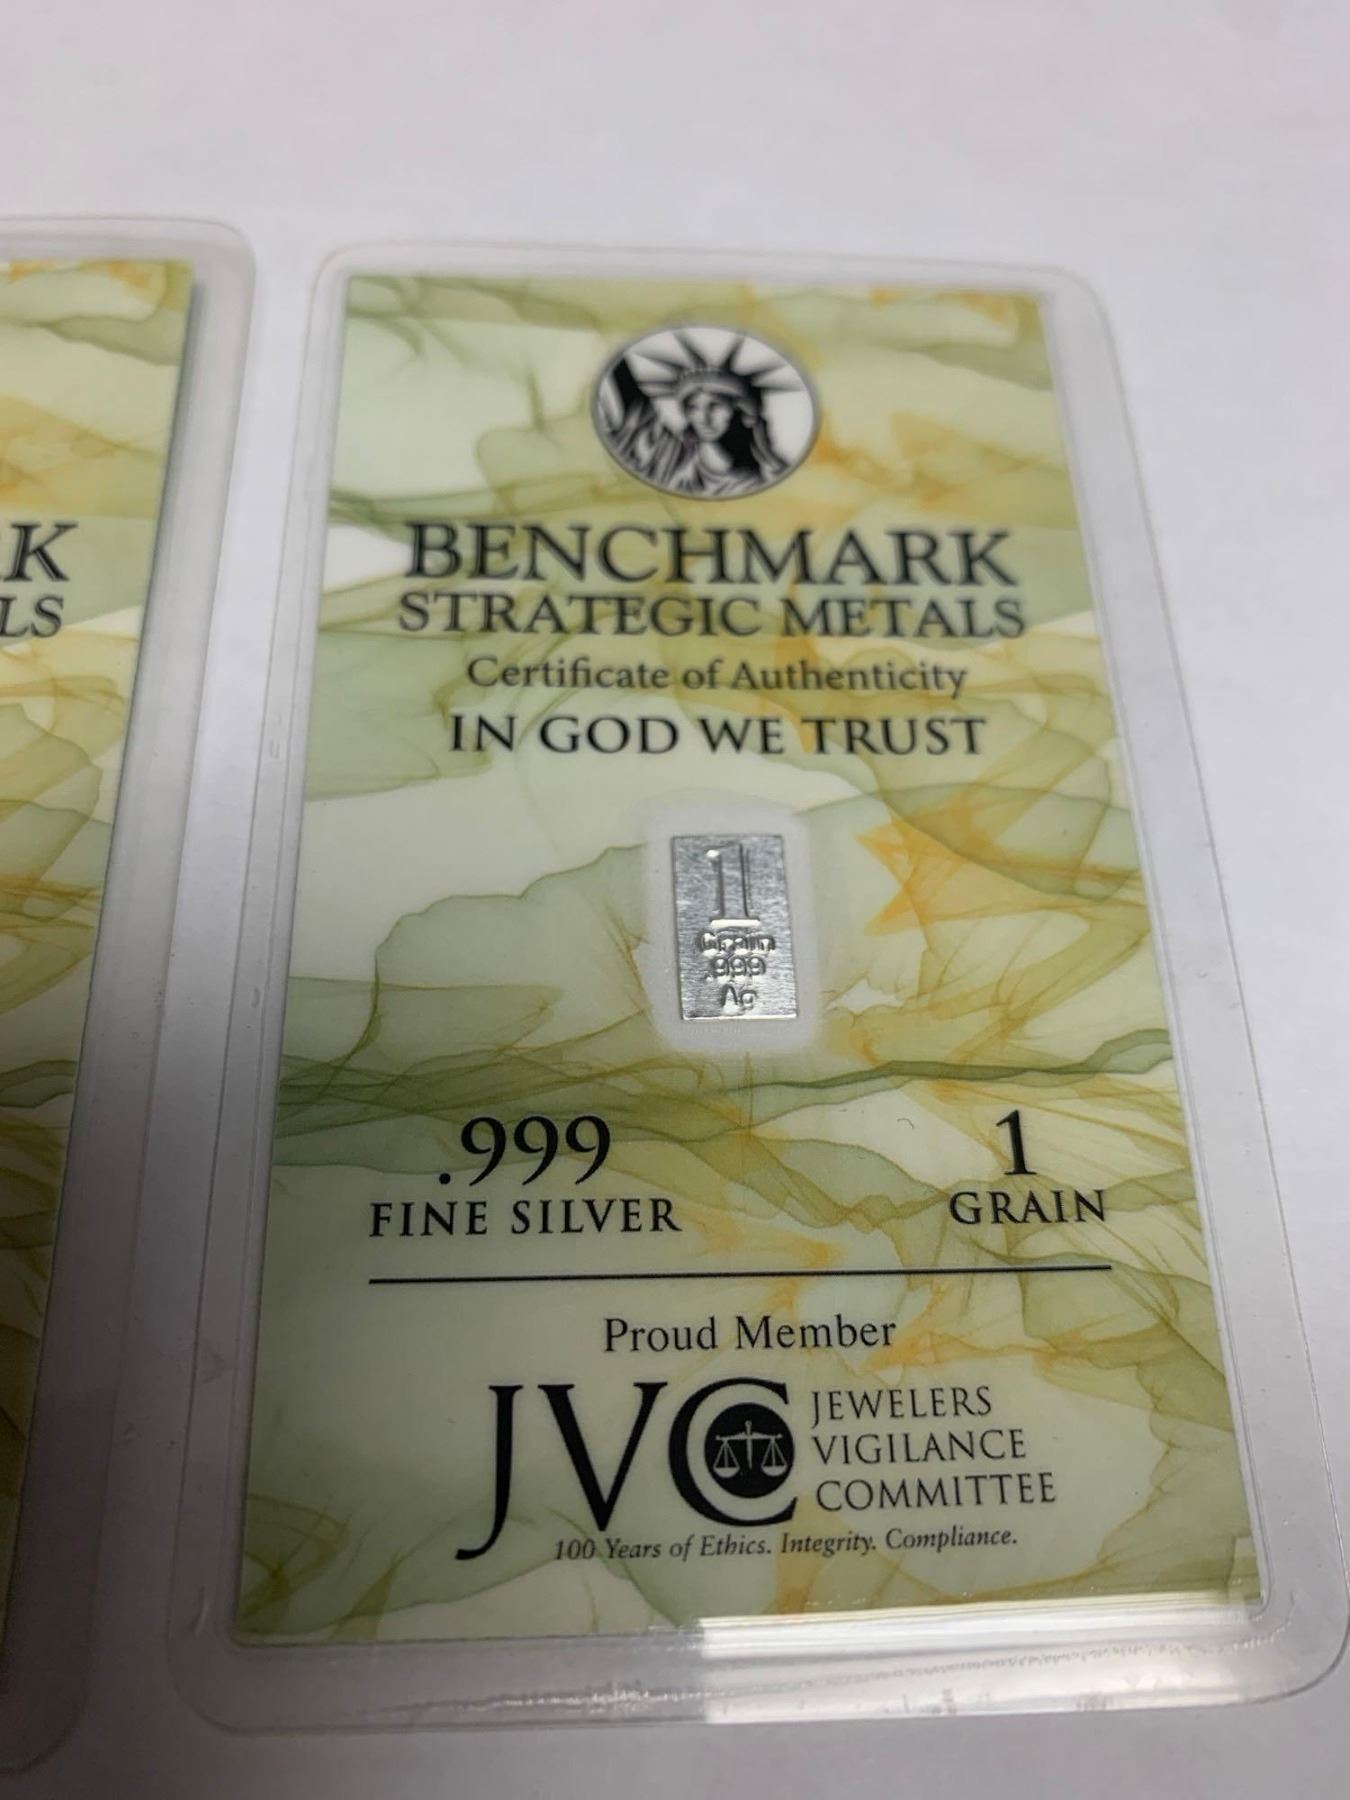 K
LS
BENCHMARK
STRATEGIC METALS
Certificate of Authenticity
IN GOD WE TRUST
1
Grain
.999
Ag
.999
FINE SILVER
1
GRAIN
Proud Member
JVC
JEWELERS
VIGILANCE
COMMITTEE
100 Years of Ethics. Integrity. Compliance.